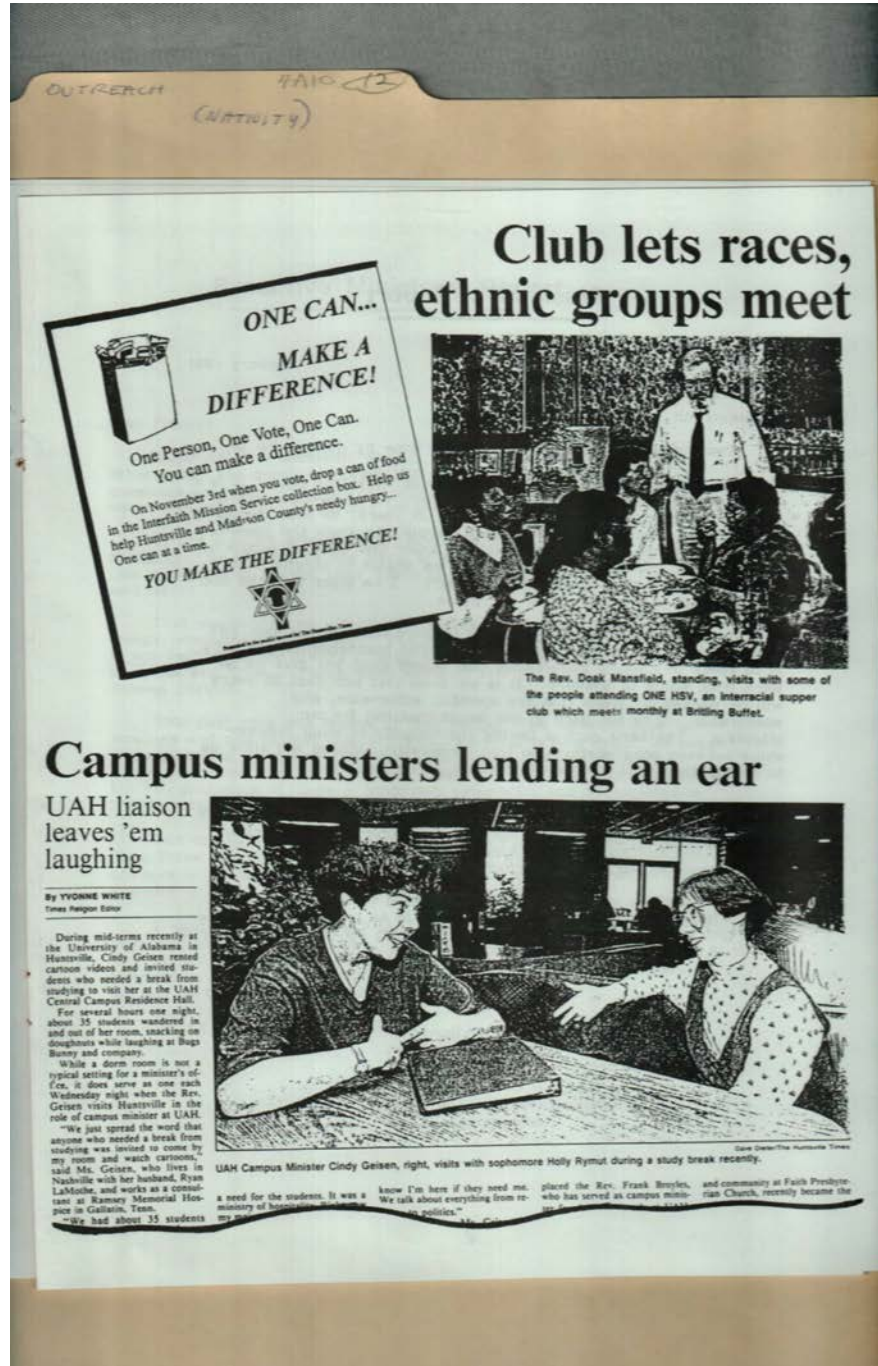 OUTREACH 4A10 12
(NATIVITY)
Club lets races,
ethnic groups meet
ONE CAN...
MAKE A
DIFFERENCE!
One Person, One Vote, One Can.
You can make a difference.
On November 3rd when you vote, drop a can of food
in the Interfaith Mission Service collection box. Help us
help Huntsville and Madison County's needy hungry...
One can at a time.
YOU MAKE THE DIFFERENCE!
The Rev. Doak Mansfield, standing, visits with some of
the people attending ONE HSV, an interracial supper
club which meets monthly at Britling Buffet.
Campus ministers lending an ear
UAH liaison
leaves 'em
laughing
By YVONNE WHITE
Times Religion Editor
During mid-terms recently at
the University of Alabama in
Huntsville, Cindy Geisen rented
cartoon videos and invited stu-
dents who needed a break from
studying to visit her at the UAH
Central Campus Residence Hall.
For several hours one night,
about 35 students wandered in
and out of her room, snacking on
doughnuts while laughing at Bugs
Bunny and company.
While a dorm room is not a
typical setting for a minister's of-
fice, it does serve as one each
Wednesday night when the Rev.
Geisen visits Huntsville in the
role of campus minister at UAH.
"We just spread the word that
anyone who needed a break from
studying was invited to come by
my room and watch cartoons,"
said Ms. Geisen, who lives in
Nashville with her husband, Ryan
LaMothe, and works as a consul-
tant at Ramsey Memorial Hos-
pice in Gallatin, Tenn.
"We had about 35 students
The Huntsville Times
UAH Campus Minister Cindy Geisen, right, visits with sophomore Holly Rymut during a study break recently.
a need for the students. It was a
ministry of
my
know I'm here if they need me.
We talk about everything from re-
politics."
placed the Rev. Frank Broyles,
who has served as campus minis-
and community at Faith Presbyte-
rian Church, recently became the